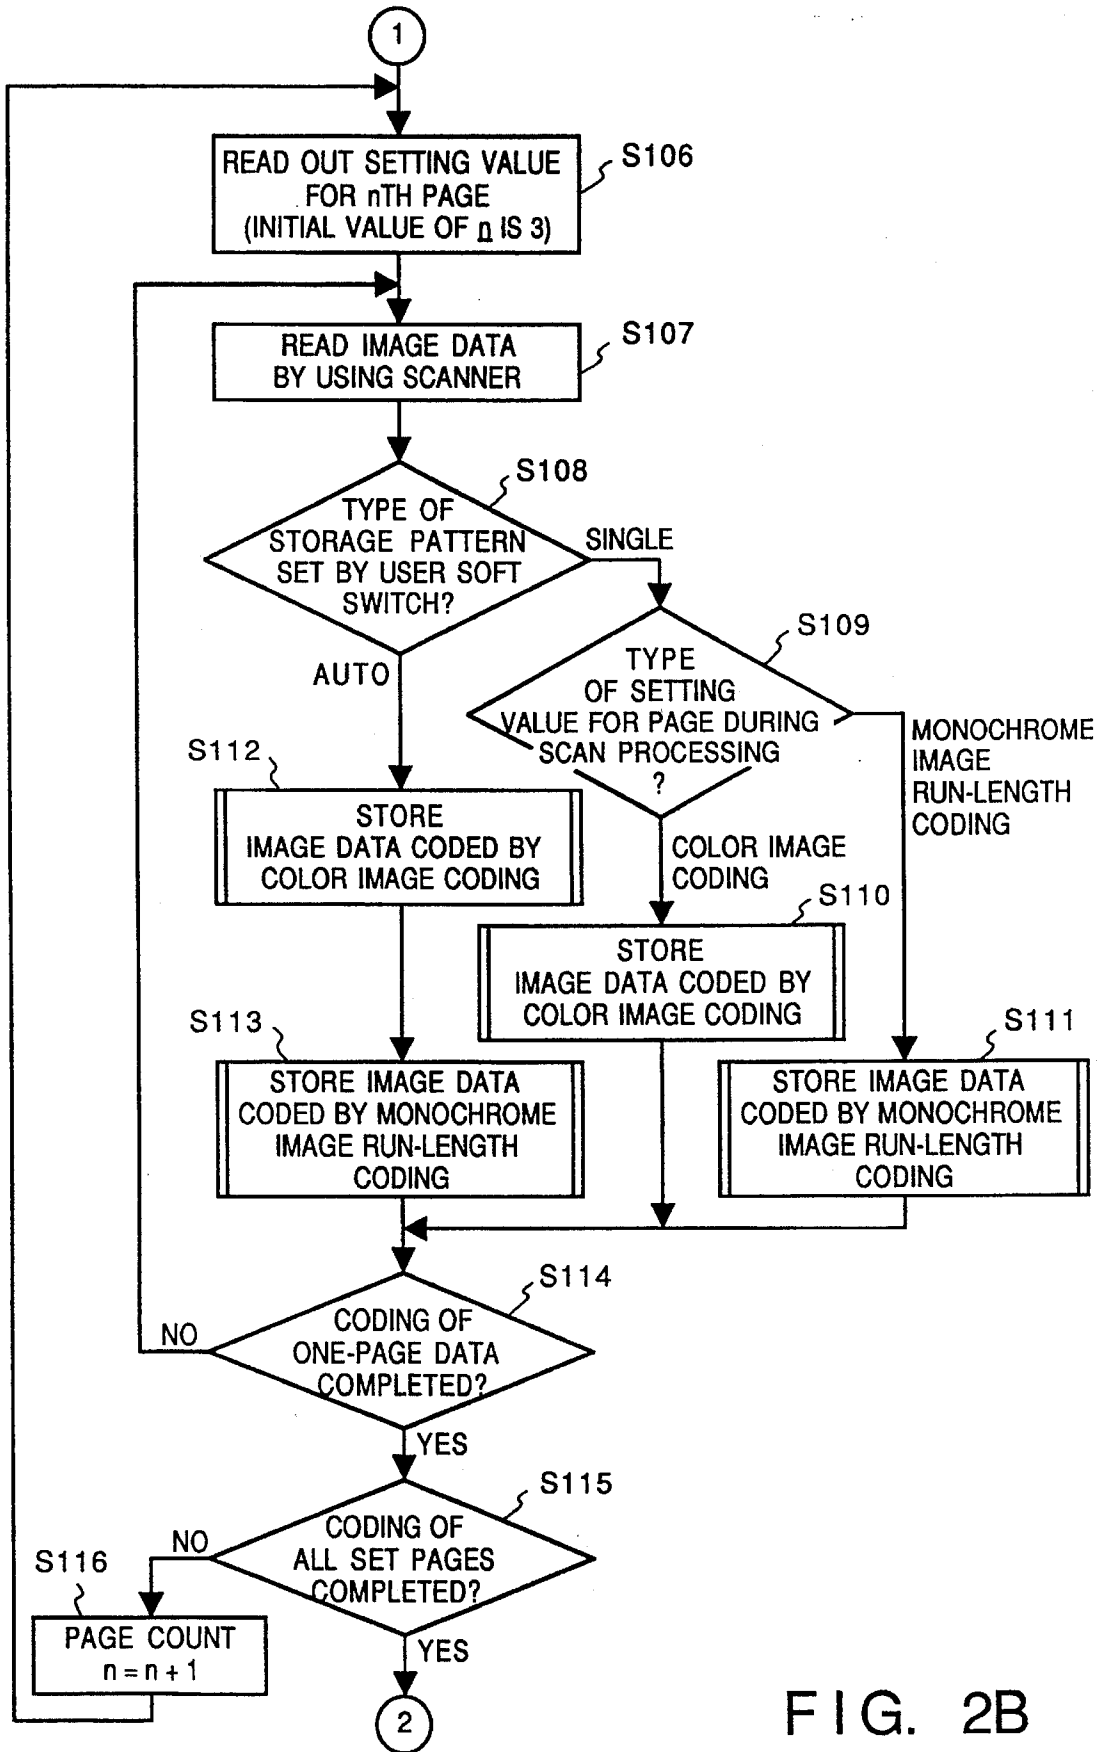 1
READ OUT SETTING VALUE
FOR nTH PAGE
(INITIAL VALUE OF n IS 3)
S106
READ IMAGE DATA
BY USING SCANNER
S107
S108
TYPE OF
STORAGE PATTERN
SET BY USER SOFT
SWITCH?
SINGLE
AUTO
S109
TYPE
OF SETTING
VALUE FOR PAGE DURING
SCAN PROCESSING
?
MONOCHROME
IMAGE
RUN-LENGTH
CODING
COLOR IMAGE
CODING
S112
STORE
IMAGE DATA CODED BY
COLOR IMAGE CODING
S110
STORE
IMAGE DATA CODED BY
COLOR IMAGE CODING
S113
STORE IMAGE DATA
CODED BY MONOCHROME
IMAGE RUN-LENGTH
CODING
S111
STORE IMAGE DATA
CODED BY MONOCHROME
IMAGE RUN-LENGTH
CODING
S114
CODING OF
ONE-PAGE DATA
COMPLETED?
NO
YES
S115
CODING OF
ALL SET PAGES
COMPLETED?
NO
YES
S116
PAGE COUNT
n = n + 1
2
FIG. 2B